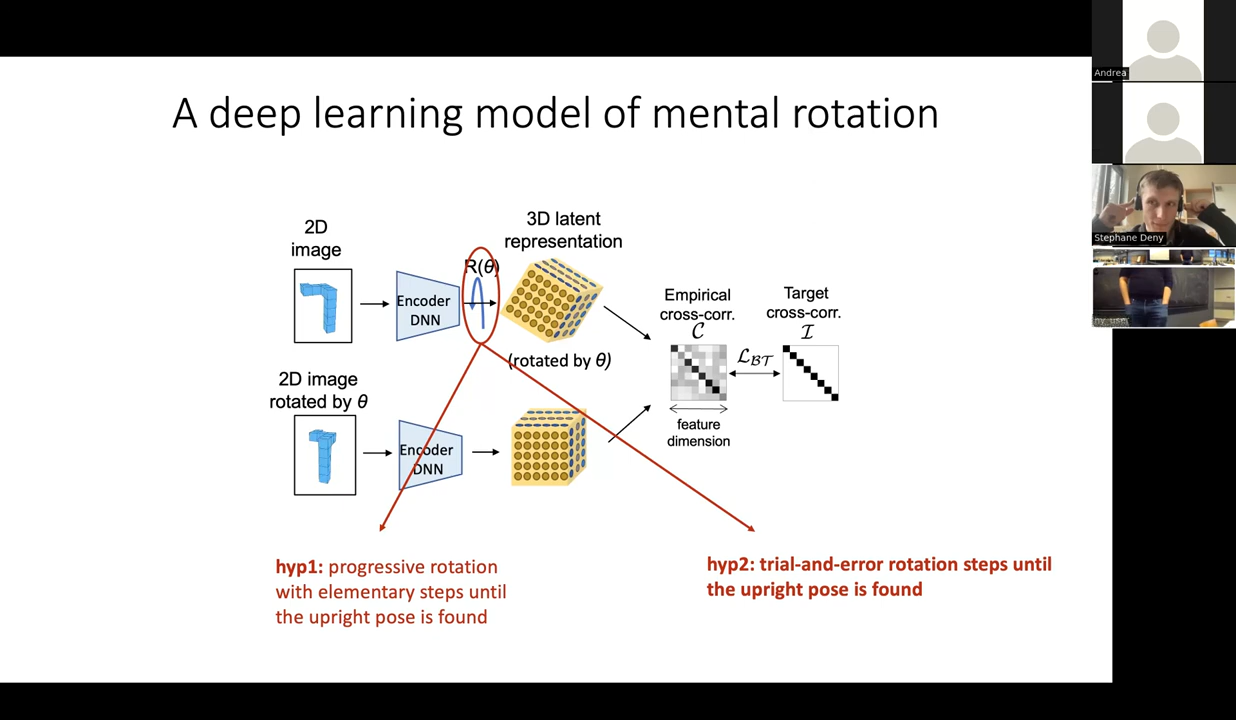 A deep learning model of mental rotation
2D
image
Encoder
DNN
R(θ)
3D latent
representation
(rotated by θ)
2D image
rotated by θ
Encoder
DNN
Empirical
cross-corr.
C
Target
cross-corr.
I
ℒBT
feature
dimension
hyp1: progressive rotation
with elementary steps until
the upright pose is found
hyp2: trial-and-error rotation steps until
the upright pose is found
Andrea
Stephane Deny